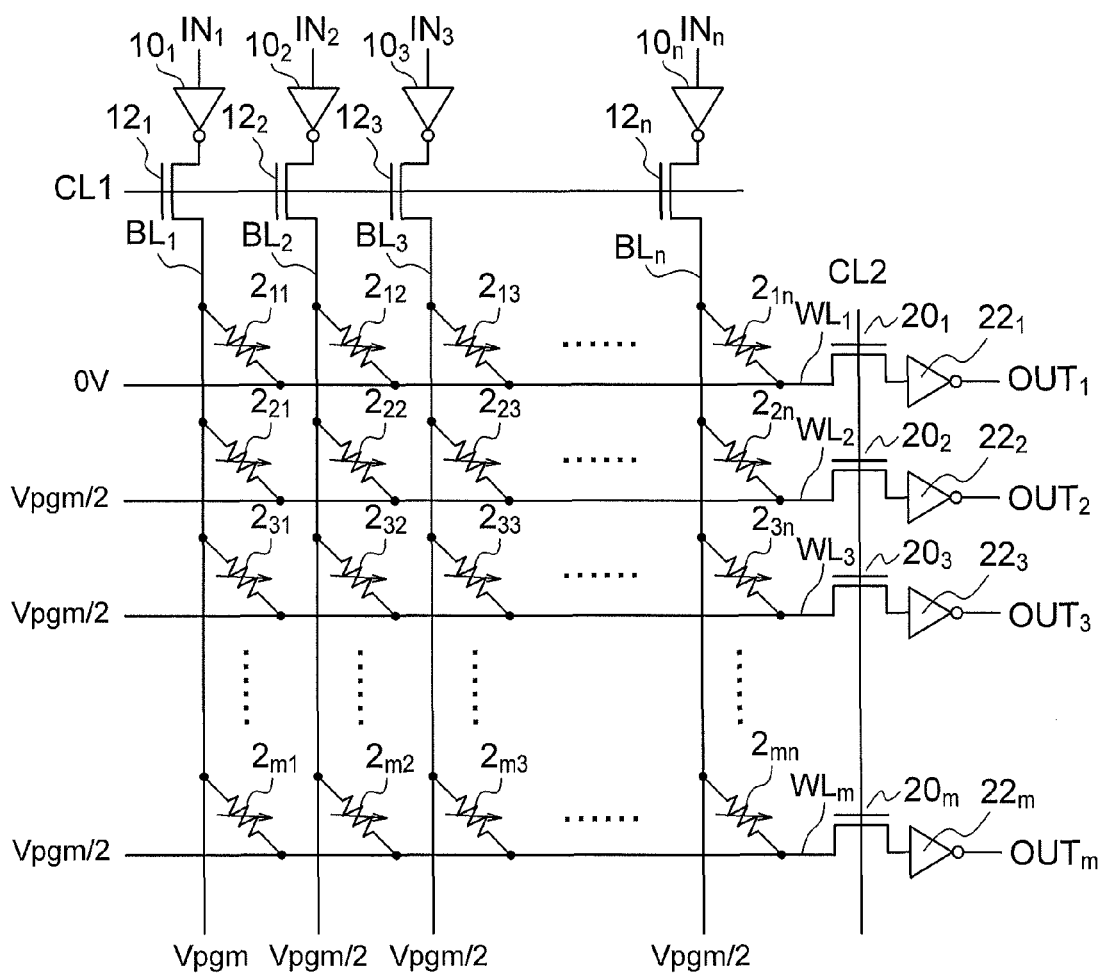 IN₁ IN₂ IN₃ INₙ
10₁ 10₂ 10₃ 10ₙ
12₁ 12₂ 12₃ 12ₙ
CL1
BL₁ BL₂ BL₃ BLₙ
CL2
2₁₁ 2₁₂ 2₁₃ ...... 2₁ₙ WL₁ 20₁ 22₁
0V OUT₁
2₂₁ 2₂₂ 2₂₃ ...... 2₂ₙ WL₂ 20₂ 22₂
Vpgm/2 OUT₂
2₃₁ 2₃₂ 2₃₃ ...... 2₃ₙ WL₃ 20₃ 22₃
Vpgm/2 OUT₃
2ₘ₁ 2ₘ₂ 2ₘ₃ ...... 2ₘₙ WLₘ 20ₘ 22ₘ
Vpgm/2 OUTₘ
Vpgm Vpgm/2 Vpgm/2 Vpgm/2